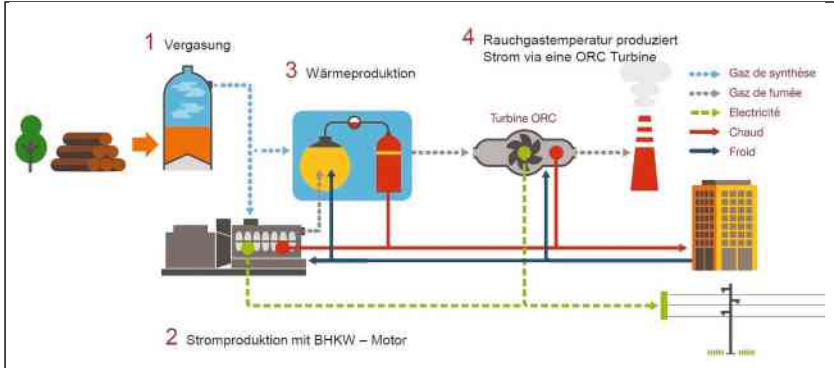 1 Vergasung
4 Rauchgastemperatur produziert
Strom via eine ORC Turbine
3 Wärmeproduktion
Gaz de synthèse
Gaz de fumée
Electricité
Chaud
Froid
Turbine ORC
2 Stromproduktion mit BHKW – Motor